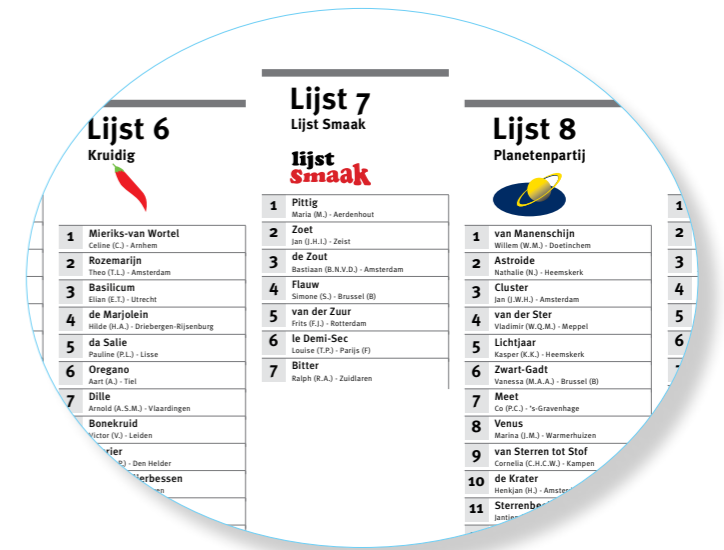 Lijst 6
Kruidig
1 Mieriks-van Wortel
Celine (C.) - Arnhem
2 Rozemarijn
Theo (T.L.) - Amsterdam
3 Basilicum
Elian (E.T.) - Utrecht
4 de Marjolein
Hilde (H.A.) - Driebergen-Rijsenburg
5 da Salie
Pauline (P.L.) - Lisse
6 Oregano
Aart (A.) - Tiel
7 Dille
Arnold (A.S.M.) - Vlaardingen
Bonekruid
Victor (V.) - Leiden
- Den Helder
Lijst 7
Lijst Smaak
lijst
smaak
1 Pittig
Maria (M.) - Aerdenhout
2 Zoet
Jan (J.H.I.) - Zeist
3 de Zout
Bastiaan (B.N.V.D.) - Amsterdam
4 Flauw
Simone (S.) - Brussel (B)
5 van der Zuur
Frits (F.J.) - Rotterdam
6 le Demi-Sec
Louise (T.P.) - Parijs (F)
7 Bitter
Ralph (R.A.) - Zuidlaren
Lijst 8
Planetenpartij
1 van Manenschijn
Willem (W.M.) - Doetinchem
2 Astroide
Nathalie (N.) - Heemskerk
3 Cluster
Jan (J.W.H.) - Amsterdam
4 van der Ster
Vladimir (W.Q.M.) - Meppel
5 Lichtjaar
Kasper (K.K.) - Heemskerk
6 Zwart-Gadt
Vanessa (M.A.A.) - Brussel (B)
7 Meet
Co (P.C.) - 's-Gravenhage
8 Venus
Marina (J.M.) - Warmerhuizen
9 van Sterren tot Stof
Cornelia (C.H.C.W.) - Kampen
10 de Krater
Henkjan (H.) -
11
1
2
3
4
5
6